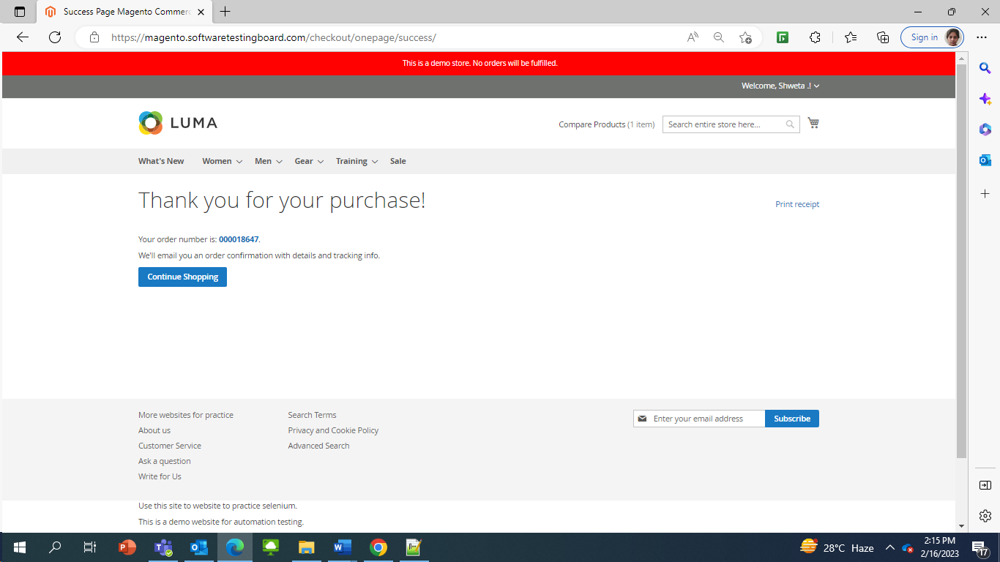 Success Page Magento Commerc
https://magento.softwaretestingboard.com/checkout/onepage/success/
Sign in
This is a demo store. No orders will be fulfilled.
Welcome, Shweta .!
LUMA
Compare Products (1 item)
Search entire store here...
What's New Women Men Gear Training Sale
Thank you for your purchase!
Print receipt
Your order number is: 000018647.
We'll email you an order confirmation with details and tracking info.
Continue Shopping
More websites for practice
About us
Customer Service
Ask a question
Write for Us
Search Terms
Privacy and Cookie Policy
Advanced Search
Enter your email address
Subscribe
Use this site to website to practice selenium.
This is a demo website for automation testing.
28°C Haze
2:15 PM
2/16/2023
17